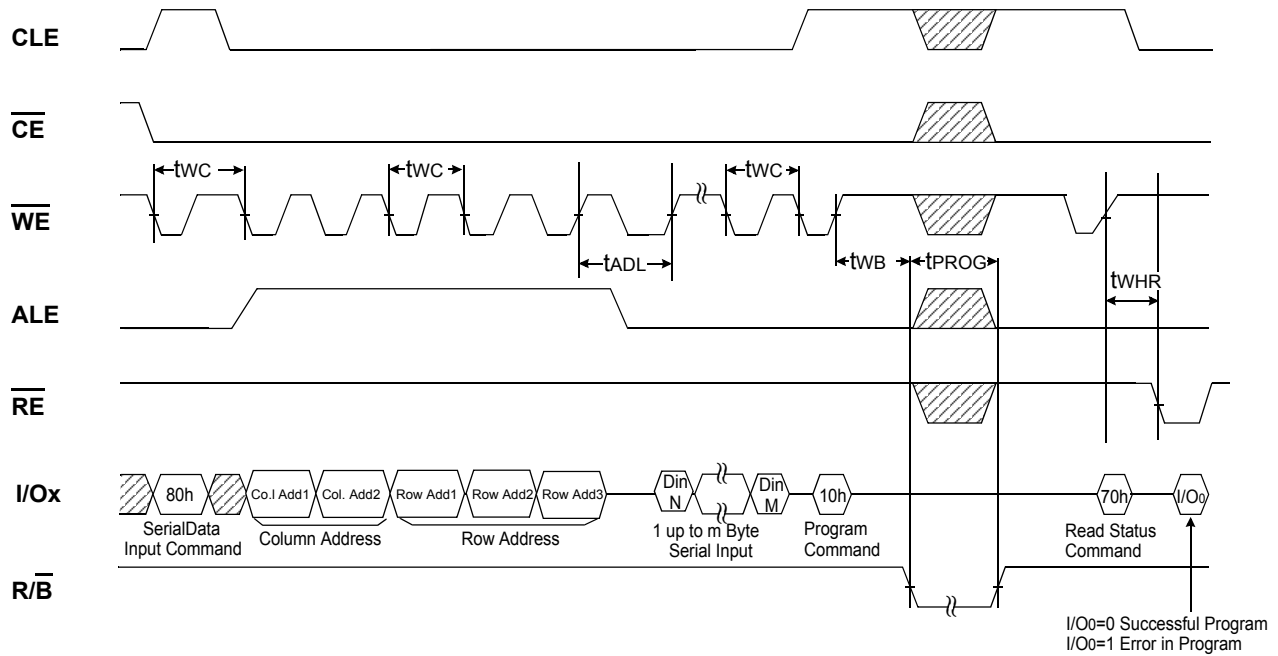 CLE
CE
tWC
tWC
tWC
WE
tADL
tWB
tPROG
tWHR
ALE
RE
I/Ox
80h
Co.l Add1
Col. Add2
Row Add1
Row Add2
Row Add3
Din
N
Din
M
10h
70h
I/O0
SerialData
Input Command
Column Address
Row Address
1 up to m Byte
Serial Input
Program
Command
Read Status
Command
R/B
I/O0=0 Successful Program
I/O0=1 Error in Program